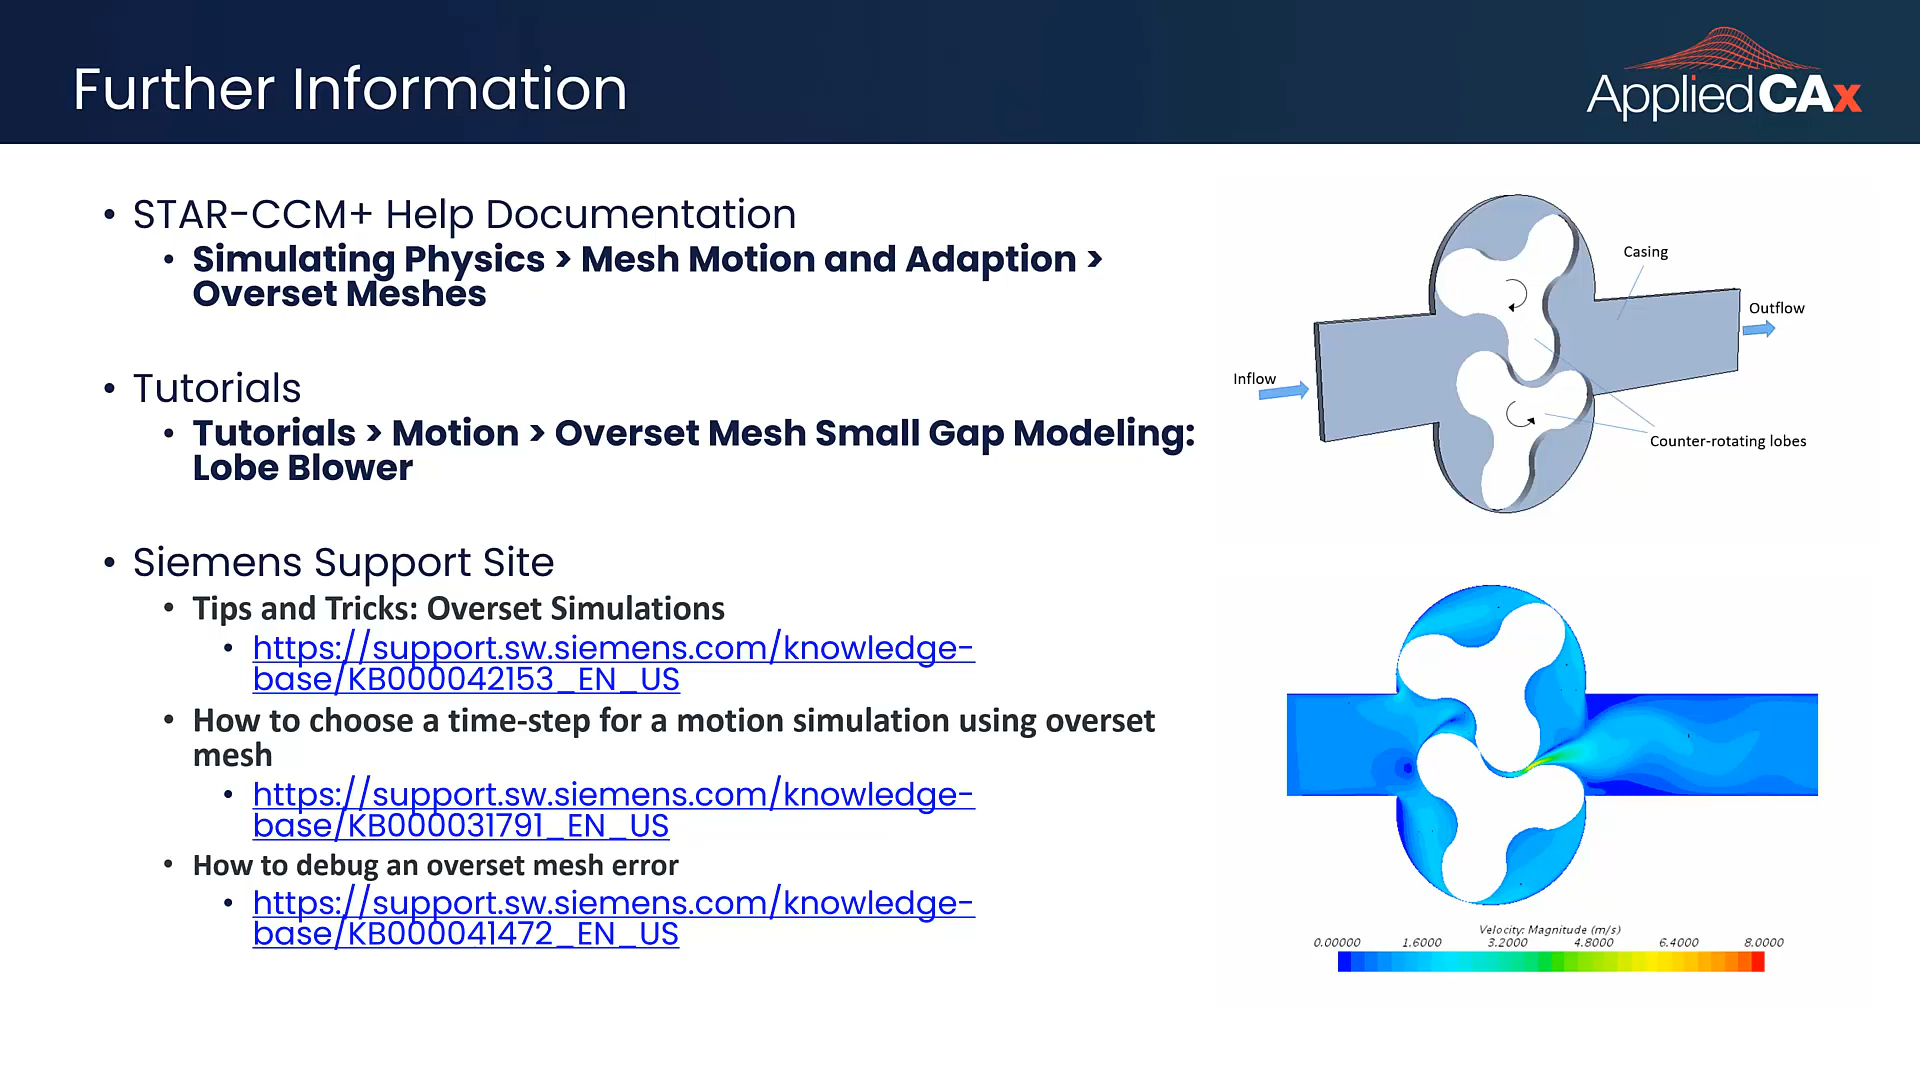 Further Information
AppliedCAx
• STAR-CCM+ Help Documentation
• Simulating Physics > Mesh Motion and Adaption >
Overset Meshes
• Tutorials
• Tutorials > Motion > Overset Mesh Small Gap Modeling:
Lobe Blower
• Siemens Support Site
• Tips and Tricks: Overset Simulations
• https://support.sw.siemens.com/knowledge-
base/KB000042153_EN_US
• How to choose a time-step for a motion simulation using overset
mesh
• https://support.sw.siemens.com/knowledge-
base/KB000031791_EN_US
• How to debug an overset mesh error
• https://support.sw.siemens.com/knowledge-
base/KB000041472_EN_US
Casing
Outflow
Inflow
Counter-rotating lobes
Velocity: Magnitude (m/s)
0.00000 1.6000 3.2000 4.8000 6.4000 8.0000